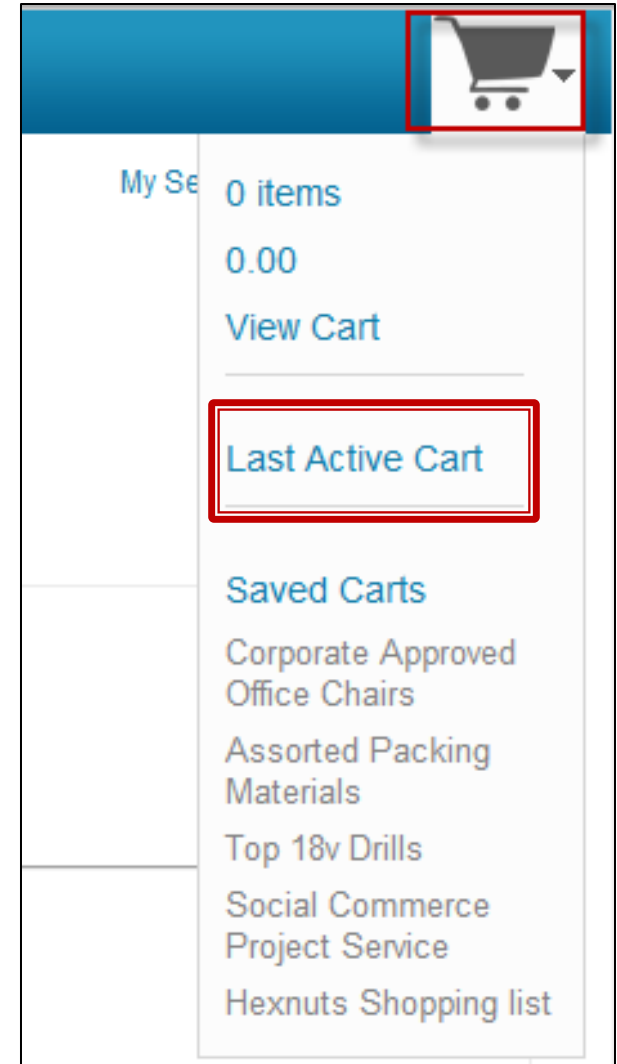 My Se
0 items
0.00
View Cart
Last Active Cart
Saved Carts
Corporate Approved
Office Chairs
Assorted Packing
Materials
Top 18v Drills
Social Commerce
Project Service
Hexnuts Shopping list